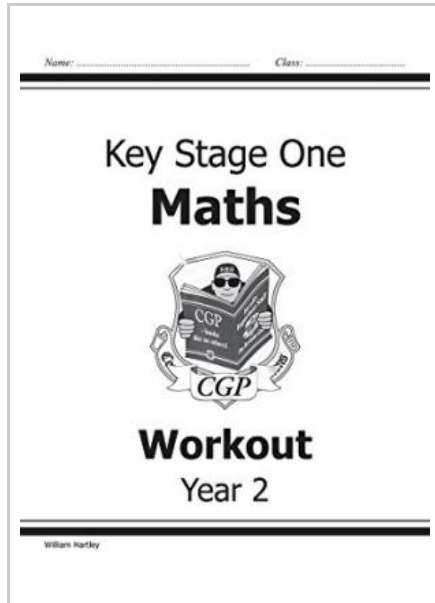 Name: ................................................ Class: ............................
Key Stage One
Maths
CGP
CGP
Workout
Year 2
William Hartley